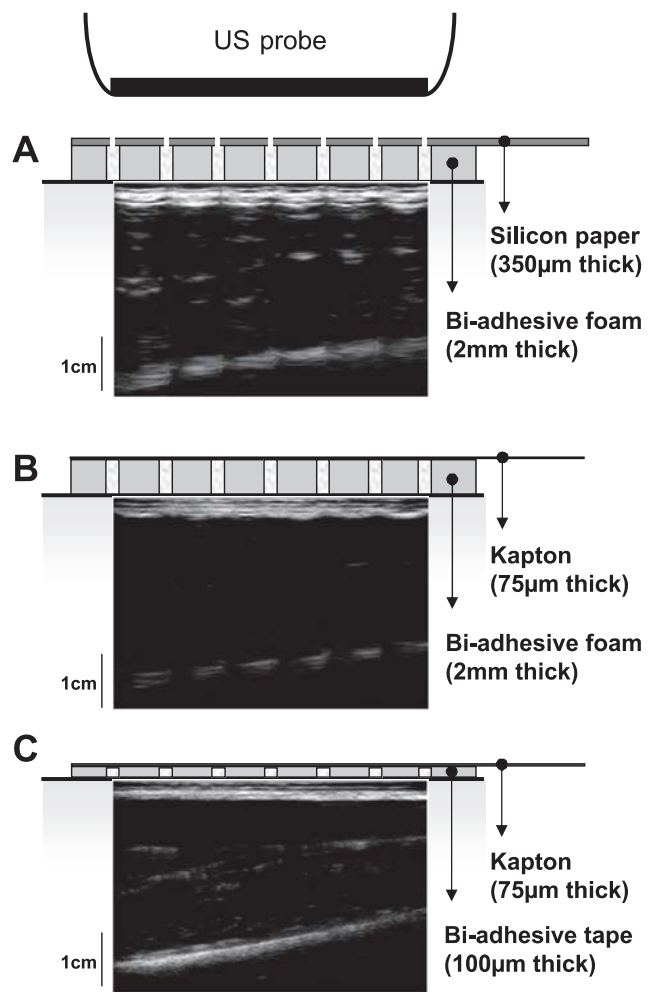 US probe
A
Silicon paper
(350µm thick)
Bi-adhesive foam
(2mm thick)
1cm
B
Kapton
(75µm thick)
Bi-adhesive foam
(2mm thick)
1cm
C
Kapton
(75µm thick)
Bi-adhesive tape
(100µm thick)
1cm